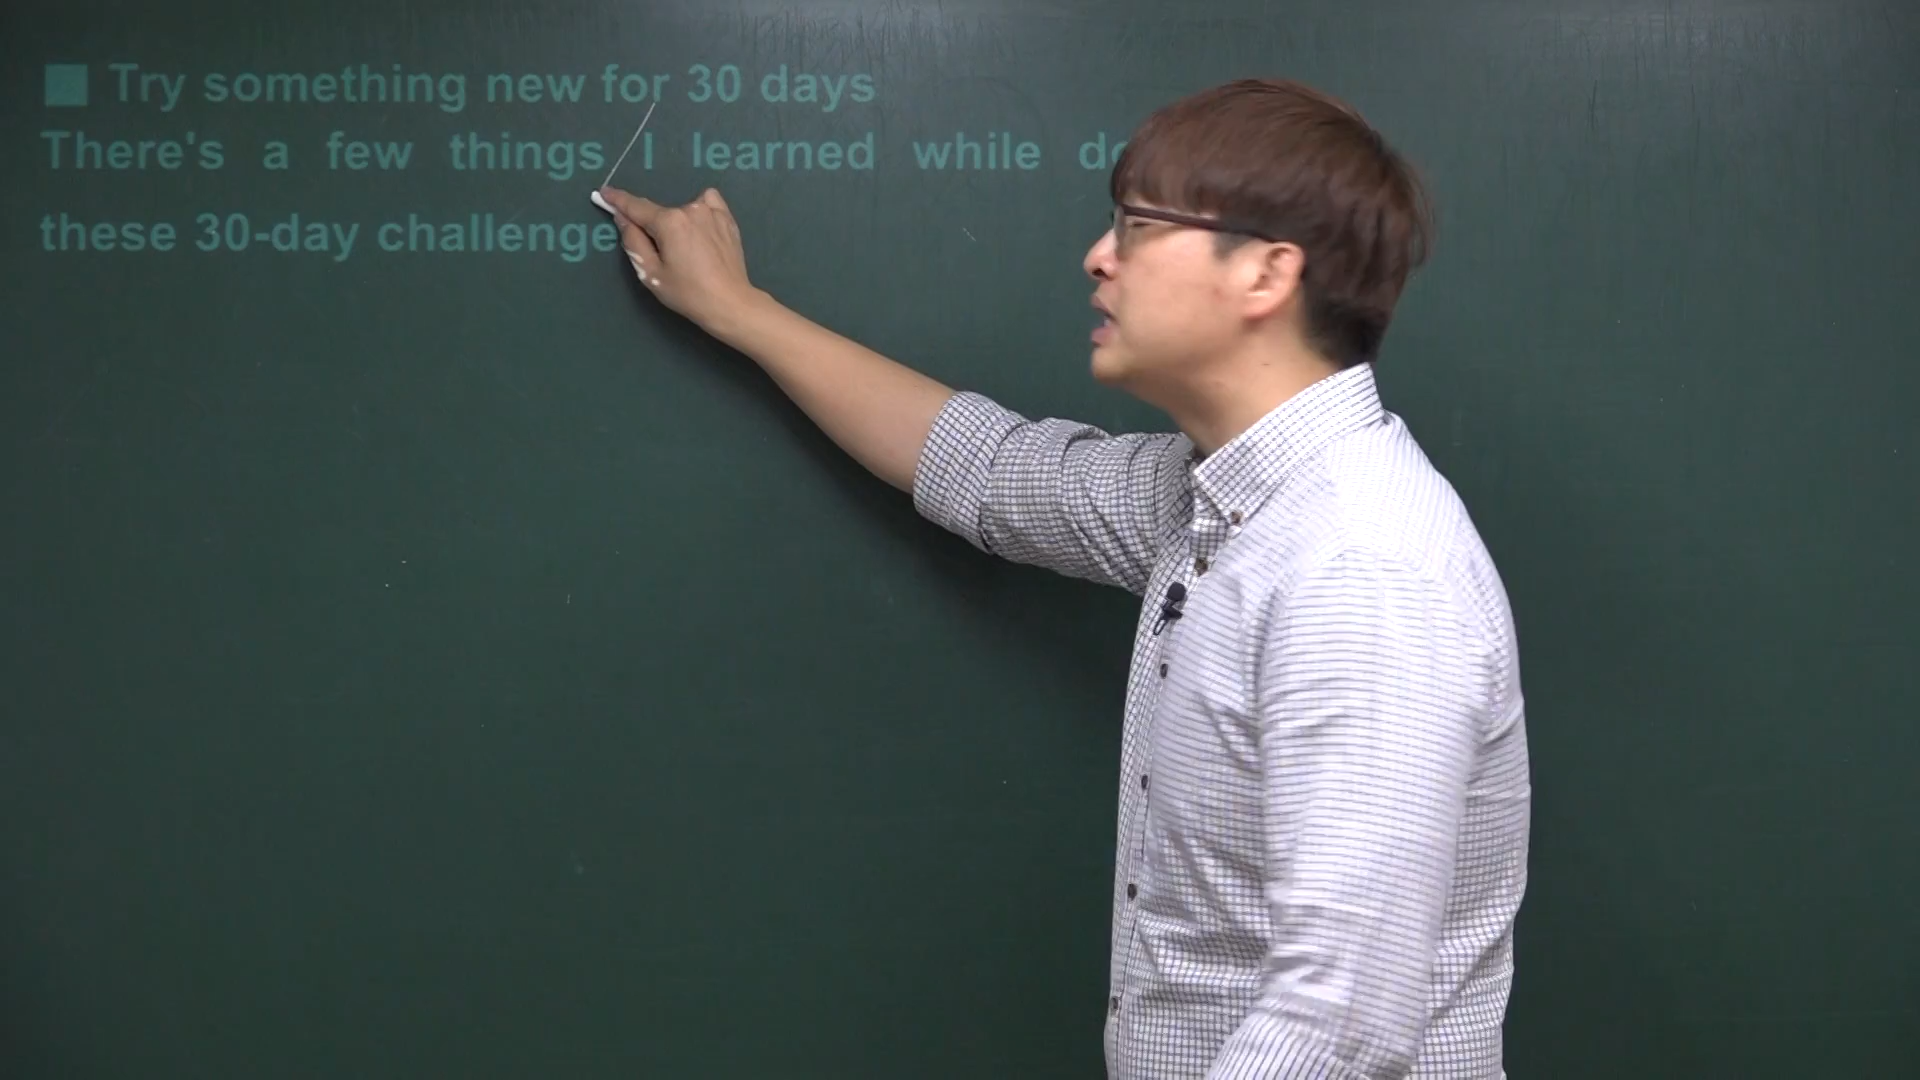 ■ Try something new for 30 days
There's a few things I learned while
these 30-day challenge